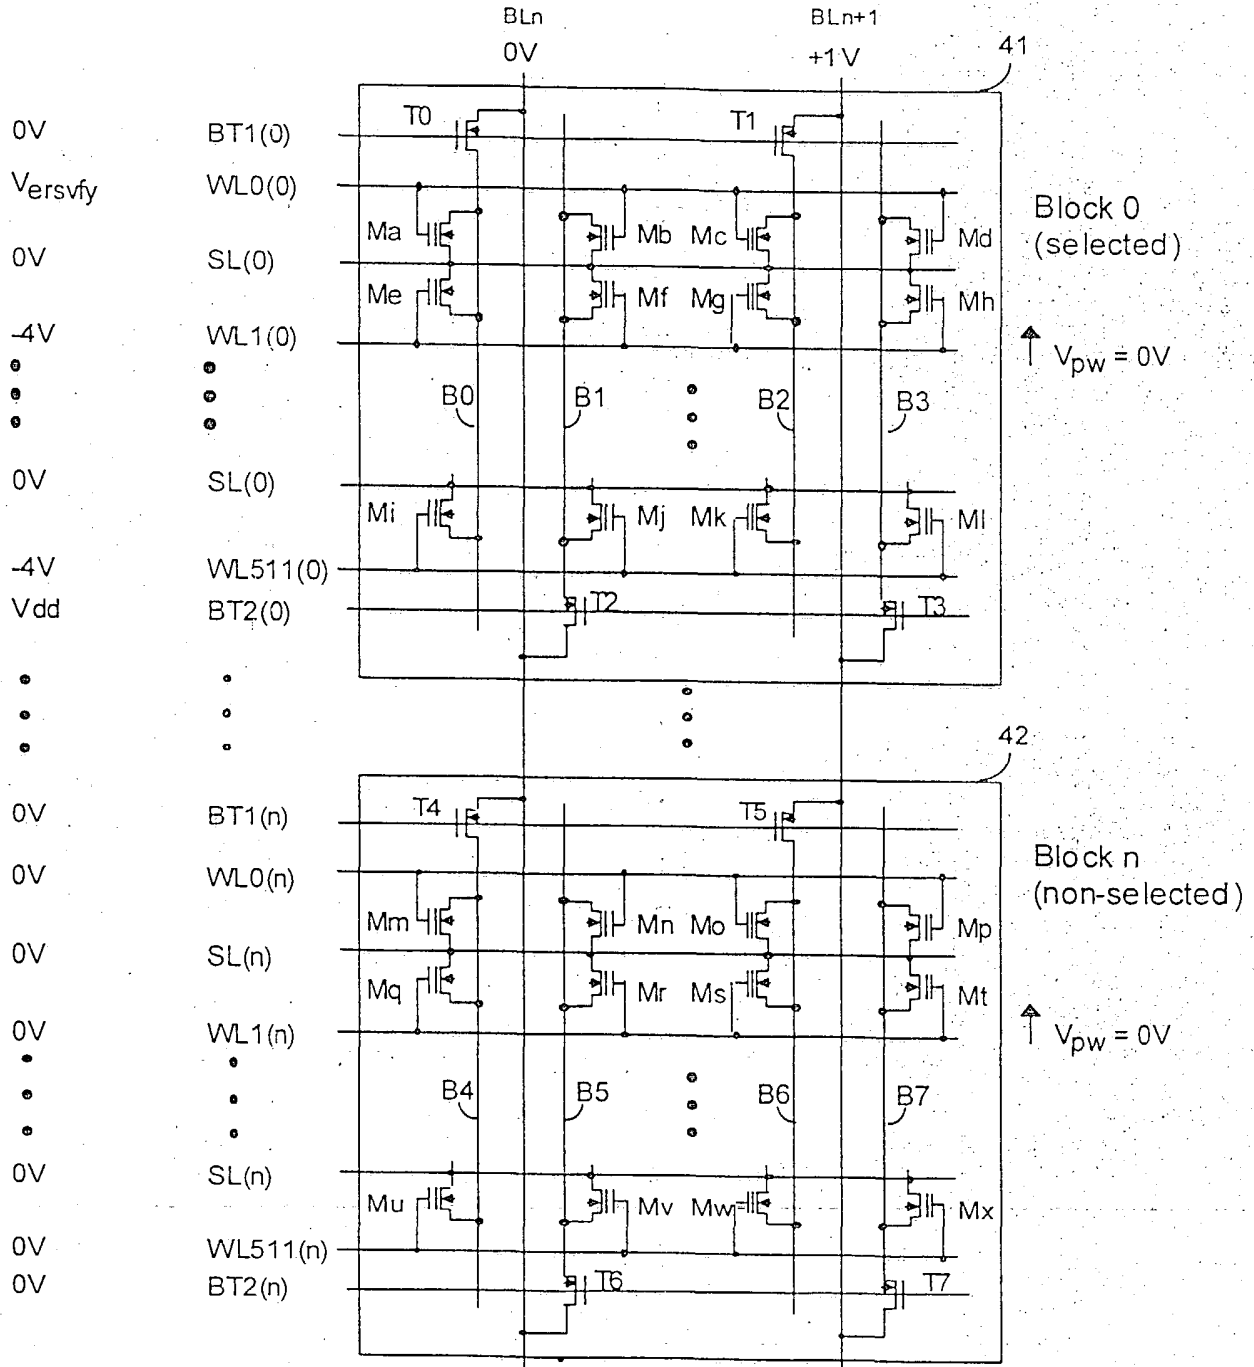 BLn BLn+1
0V +1V 41
0V BT1(0) T0 T1
Versvfy WL0(0)
Block 0
(selected)
Ma Mb Mc Md
0V SL(0)
Me Mf Mg Mh
-4V WL1(0)
Vpw = 0V
B0 B1 B2 B3
0V SL(0)
Mi Mj Mk Ml
-4V WL511(0)
Vdd BT2(0) T2 T3
42
0V BT1(n) T4 T5
Block n
(non-selected)
0V WL0(n)
Mm Mn Mo Mp
0V SL(n)
Mq Mr Ms Mt
0V WL1(n)
Vpw = 0V
B4 B5 B6 B7
0V SL(n)
Mu Mv Mw Mx
0V WL511(n)
0V BT2(n) T6 T7